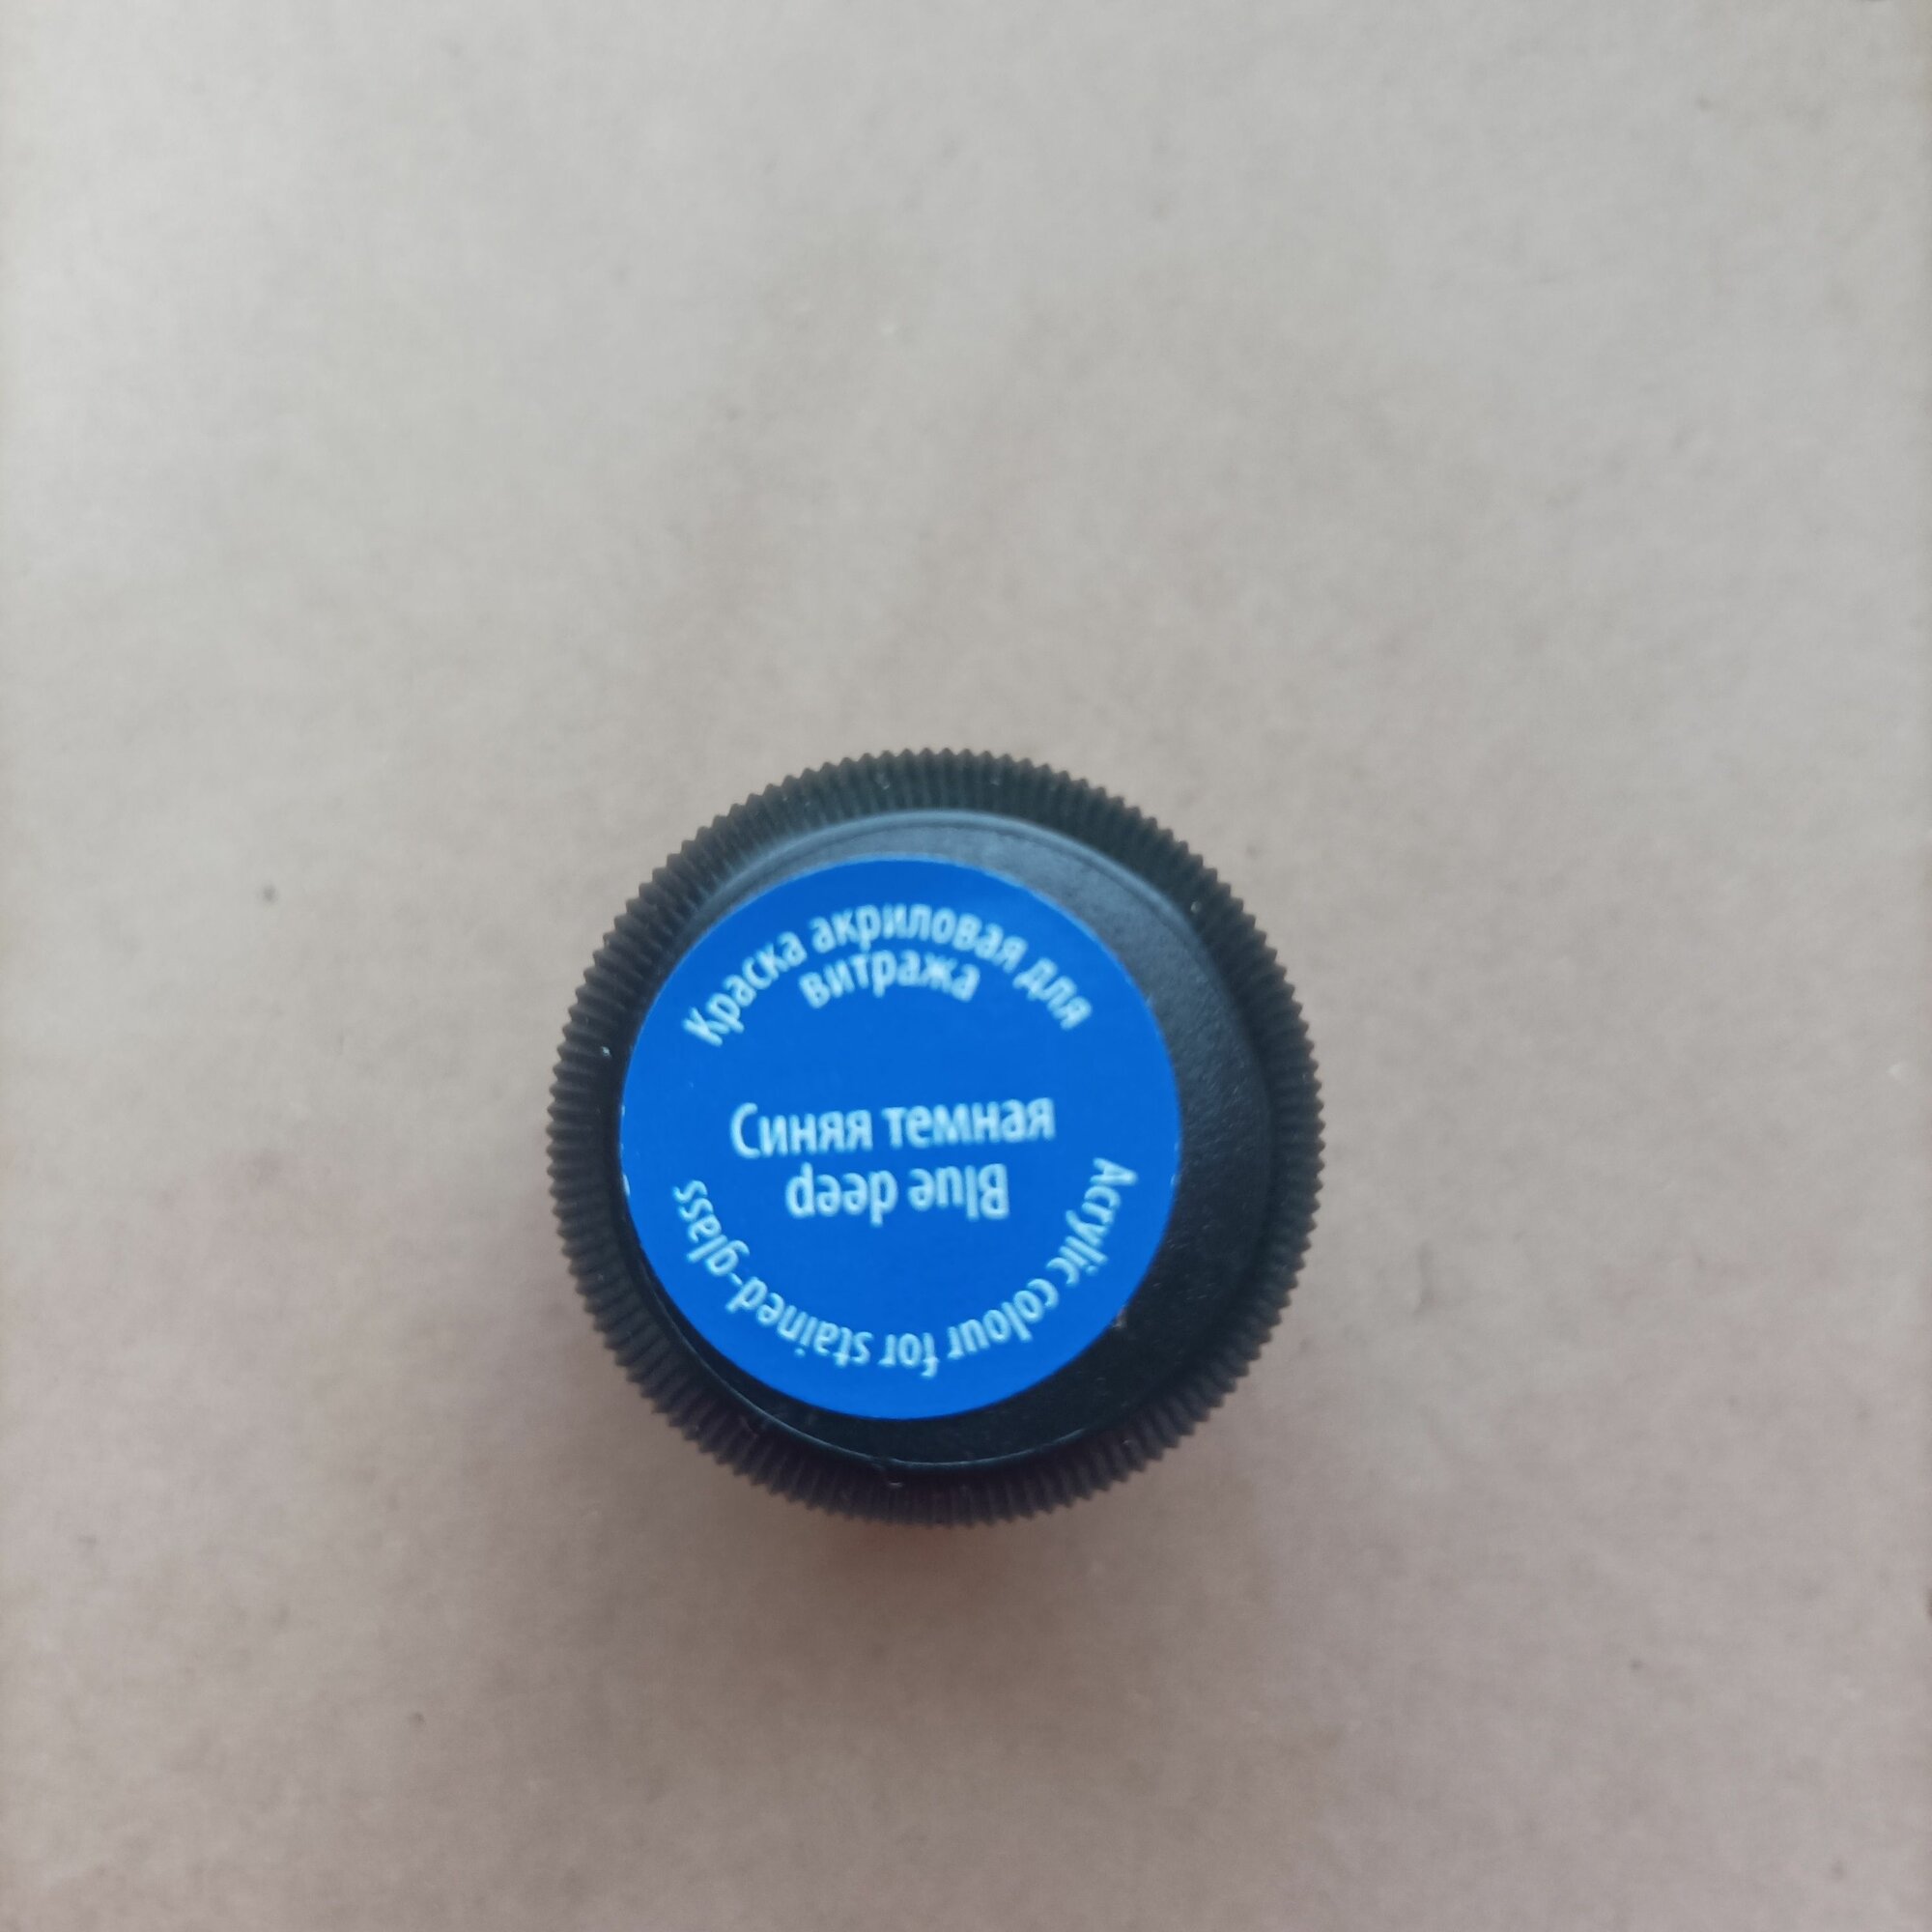 Краска акриловая для
витража
Синяя темная
Blue deep
Acrylic colour for stained-glass